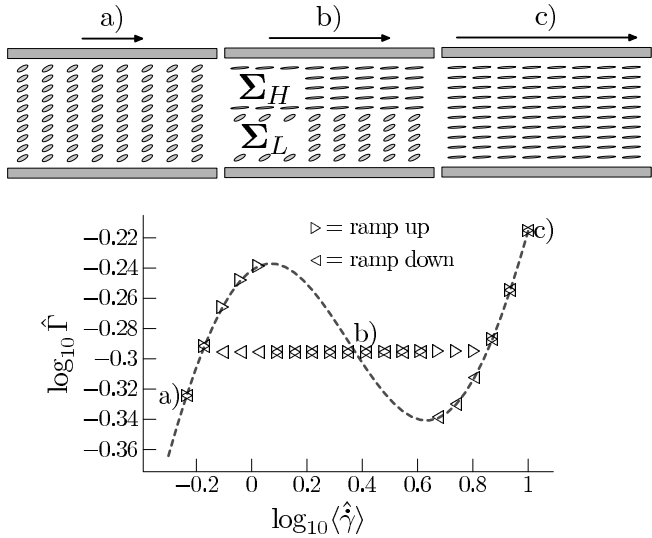 a) b) c)
Σ_H
Σ_L
▷ = ramp up
◁ = ramp down
log₁₀ Γ̂
−0.22
−0.24
−0.26
−0.28
−0.3
−0.32
−0.34
−0.36
a)
b)
c)
−0.2 0 0.2 0.4 0.6 0.8 1
log₁₀⟨γ̇̂⟩